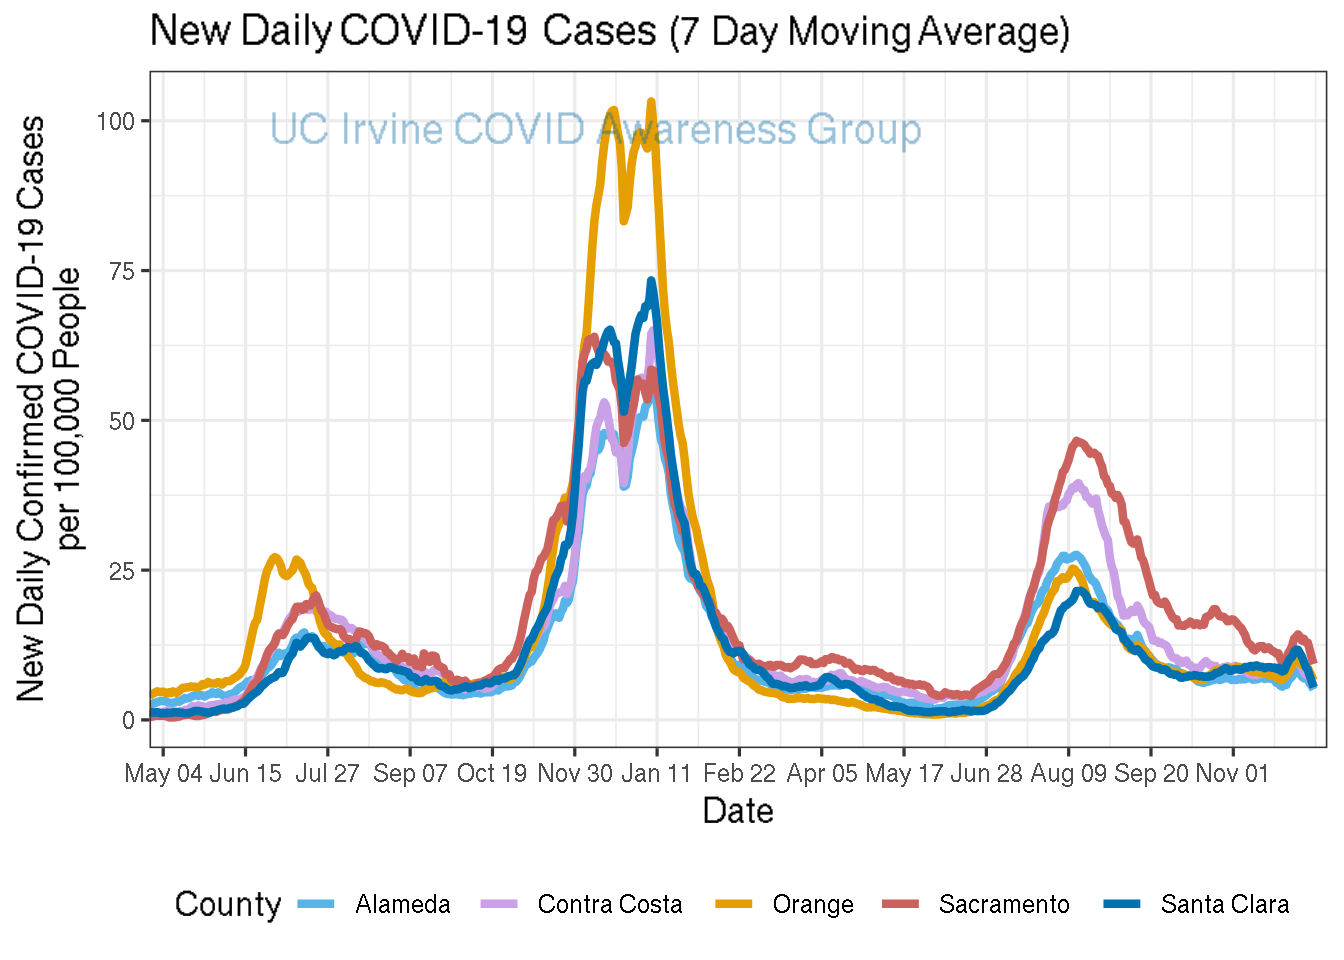 New Daily COVID-19 Cases (7 Day Moving Average)
UC Irvine COVID Awareness Group
New Daily Confirmed COVID-19 Cases
per 100,000 People
100
75
50
25
0
May 04 Jun 15 Jul 27 Sep 07 Oct 19 Nov 30 Jan 11 Feb 22 Apr 05 May 17 Jun 28 Aug 09 Sep 20 Nov 01
Date
County Alameda Contra Costa Orange Sacramento Santa Clara